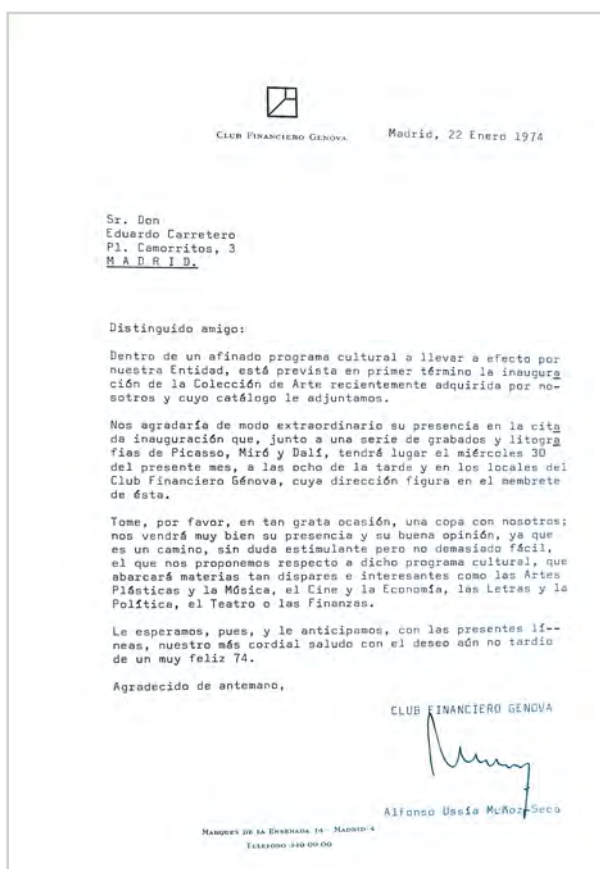 CLUB FINANCIERO GENOVA
Madrid, 22 Enero 1974
Sr. Don
Eduardo Carretero
Pl. Camorritos, 3
M A D R I D.
Distinguido amigo:
Dentro de un afinado programa cultural a llevar a efecto por
nuestra Entidad, está prevista en primer término la inaugura
ción de la Colección de Arte recientemente adquirida por no-
sotros y cuyo catálogo le adjuntamos.
Nos agradaría de modo extraordinario su presencia en la cita
da inauguración que, junto a una serie de grabados y litogra
fias de Picasso, Miró y Dalí, tendrá lugar el miércoles 30
del presente mes, a las ocho de la tarde y en los locales del
Club Financiero Génova, cuya dirección figura en el membrete
de ésta.
Tome, por favor, en tan grata ocasión, una copa con nosotros;
nos vendrá muy bien su presencia y su buena opinión, ya que
es un camino, sin duda estimulante pero no demasiado fácil,
el que nos proponemos respecto a dicho programa cultural, que
abarcará materias tan dispares e interesantes como las Artes
Plásticas y la Música, el Cine y la Economía, las Letras y la
Política, el Teatro o las Finanzas.
Le esperamos, pues, y le anticipamos, con las presentes lí--
neas, nuestro más cordial saludo con el deseo aún no tardio
de un muy feliz 74.
Agradecido de antemano,
CLUB FINANCIERO GENOVA
Alfonso Ussía Muñoz-Seca
MARQUES DE LA ENSENADA 14 - MADRID-4
TELEFONO 410 00 00